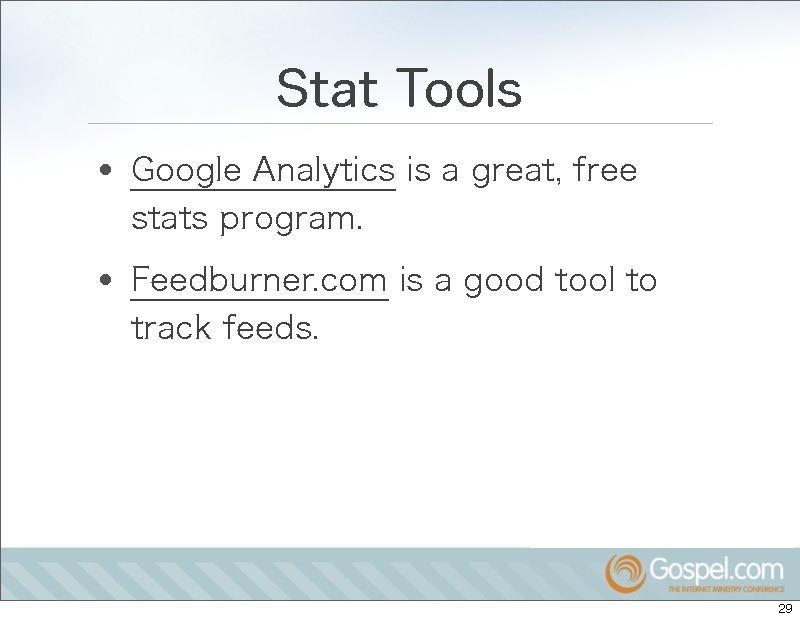 Stat Tools
• Google Analytics is a great, free
stats program.
• Feedburner.com is a good tool to
track feeds.
Gospel.com
THE INTERNET MINISTRY CONFERENCE
29